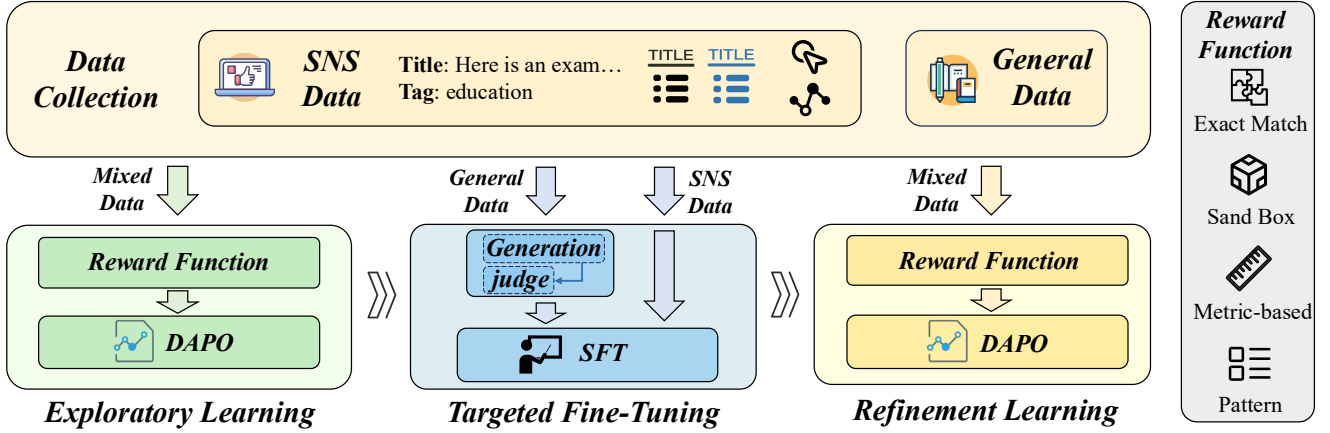 Data
Collection
SNS
Data
Title: Here is an exam…
Tag: education
TITLE
TITLE
General
Data
Mixed
Data
General
Data
SNS
Data
Mixed
Data
Reward Function
DAPO
Exploratory Learning
Generation
judge
SFT
Targeted Fine-Tuning
Reward Function
DAPO
Refinement Learning
Reward
Function
Exact Match
Sand Box
Metric-based
Pattern